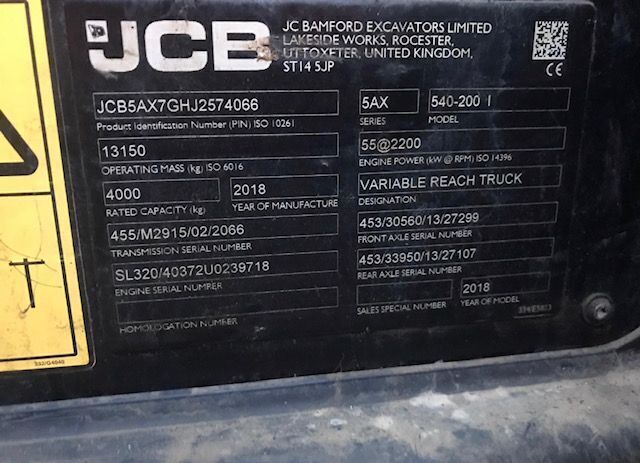 JCB
JC BAMFORD EXCAVATORS LIMITED
LAKESIDE WORKS, ROCESTER,
UTTOXETER, UNITED KINGDOM,
ST14 5JP
CE
JCB5AX7GHJ2574066
Product Identification Number (PIN) ISO 10261
5AX
SERIES
540-200 I
MODEL
13150
OPERATING MASS (kg) ISO 6016
55@2200
ENGINE POWER (kW @ RPM) ISO 14396
4000
RATED CAPACITY (kg)
2018
YEAR OF MANUFACTURE
VARIABLE REACH TRUCK
DESIGNATION
455/M2915/02/2066
TRANSMISSION SERIAL NUMBER
453/30560/13/27299
FRONT AXLE SERIAL NUMBER
SL320/40372U0239718
ENGINE SERIAL NUMBER
453/33950/13/27107
REAR AXLE SERIAL NUMBER
HOMOLOGATION NUMBER
SALES SPECIAL NUMBER
2018
YEAR OF MODEL
T